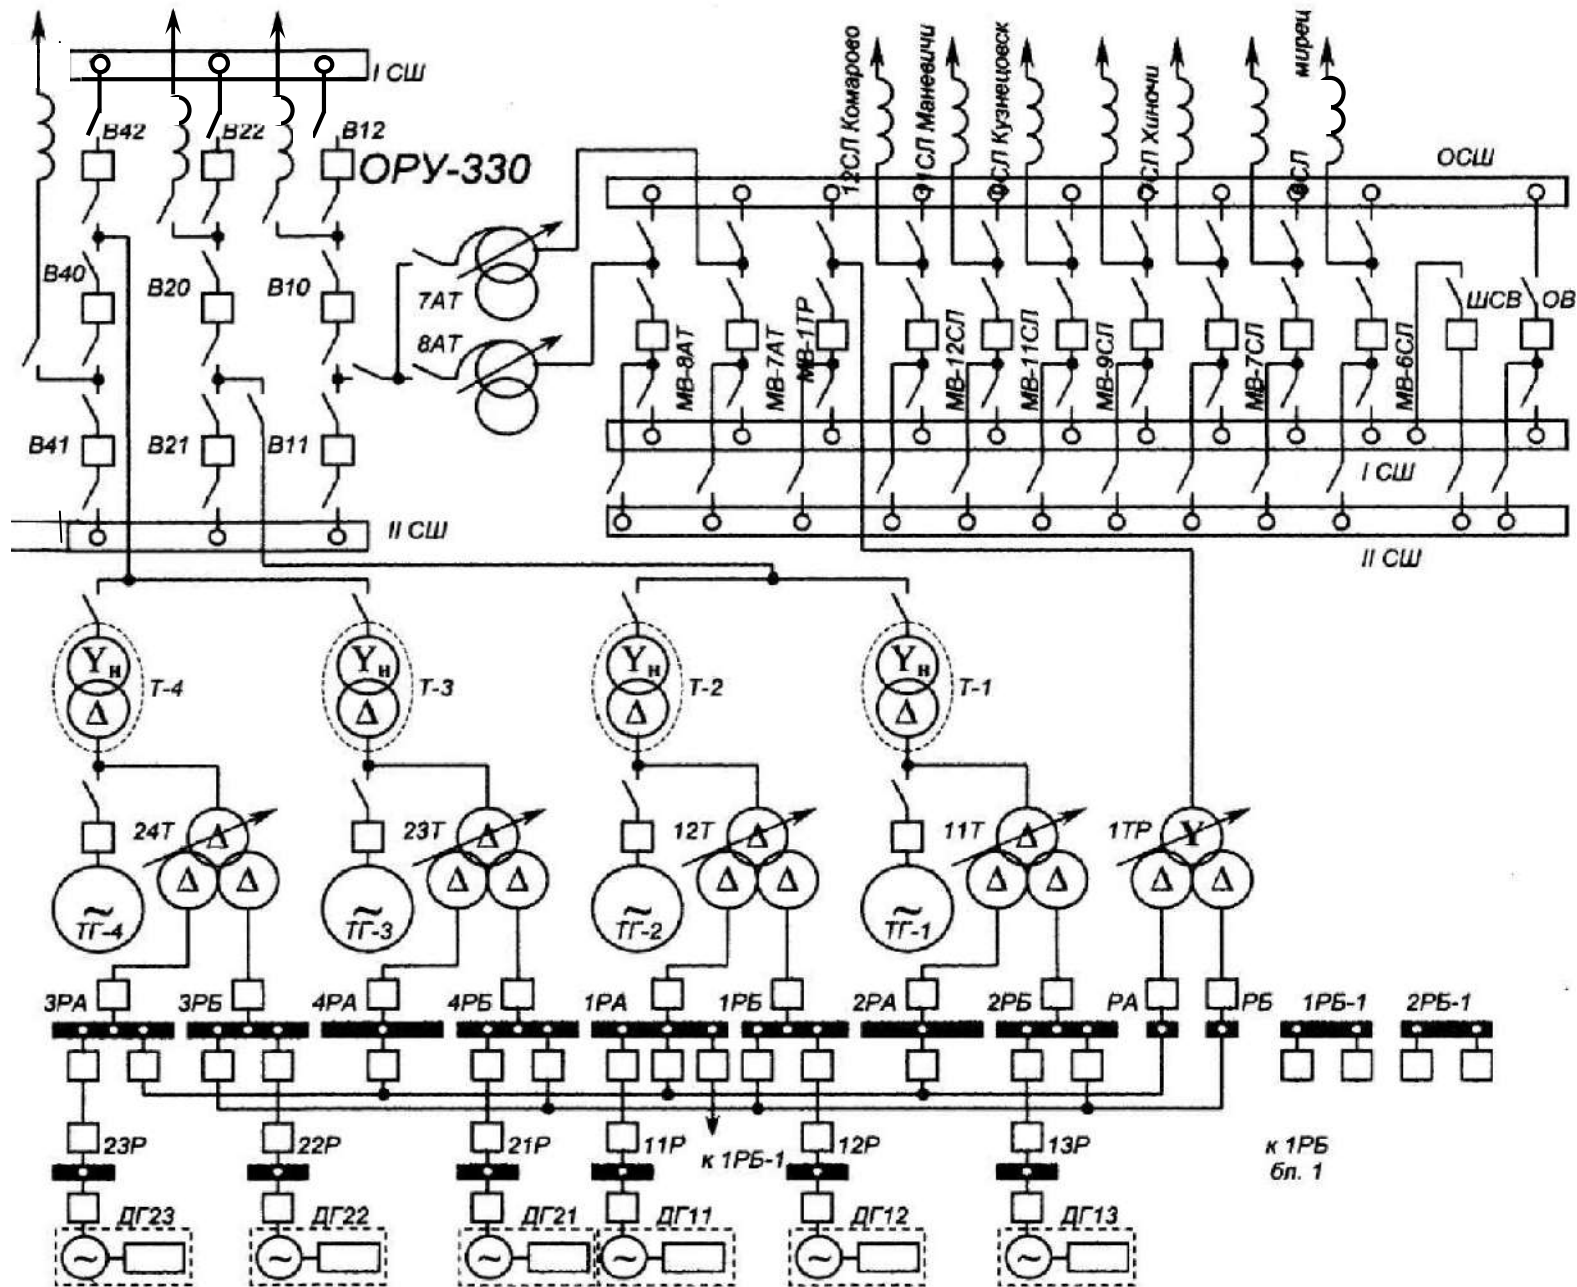 I СШ
В42
В22
В12
ОРУ-330
12СЛ Комарово
11СЛ Маневичи
9СЛ Кузнецовск
7СЛ Хиночи
6СЛ
мирец
ОСШ
В40
В20
В10
7АТ
8АТ
МВ-8АТ
МВ-7АТ
МВ-1ТР
МВ-12СЛ
МВ-11СЛ
МВ-9СЛ
МВ-7СЛ
МВ-6СЛ
ШСВ
ОВ
В41
В21
В11
I СШ
II СШ
II СШ
Yн
Δ
Т-4
Yн
Δ
Т-3
Yн
Δ
Т-2
Yн
Δ
Т-1
24Т
Δ
Δ Δ
23Т
Δ
Δ Δ
12Т
Δ
Δ Δ
11Т
Δ
Δ Δ
1ТР
Y
Δ Δ
~
ТГ-4
~
ТГ-3
~
ТГ-2
~
ТГ-1
3РА
3РБ
4РА
4РБ
1РА
1РБ
2РА
2РБ
РА
РБ
1РБ-1
2РБ-1
23Р
22Р
21Р
11Р
к 1РБ-1
12Р
13Р
к 1РБ
бл. 1
ДГ23
ДГ22
ДГ21
ДГ11
ДГ12
ДГ13
~
~
~
~
~
~